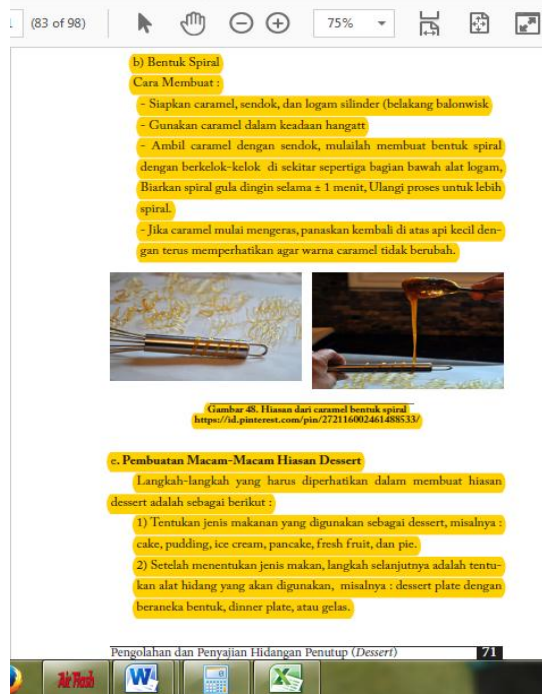 (83 of 98)
75%
b) Bentuk Spiral
Cara Membuat :
- Siapkan caramel, sendok, dan logam silinder (belakang balonwisk
- Gunakan caramel dalam keadaan hangatt
- Ambil caramel dengan sendok, mulailah membuat bentuk spiral
dengan berkelok-kelok di sekitar sepertiga bagian bawah alat logam,
Biarkan spiral gula dingin selama ± 1 menit, Ulangi proses untuk lebih
spiral.
- Jika caramel mulai mengeras, panaskan kembali di atas api kecil den-
gan terus memperhatikan agar warna caramel tidak berubah.
Gambar 48. Hiasan dari caramel bentuk spiral
https://id.pinterest.com/pin/272116002461488533/
e. Pembuatan Macam-Macam Hiasan Dessert
Langkah-langkah yang harus diperhatikan dalam membuat hiasan
dessert adalah sebagai berikut :
1) Tentukan jenis makanan yang digunakan sebagai dessert, misalnya :
cake, pudding, ice cream, pancake, fresh fruit, dan pie.
2) Setelah menentukan jenis makan, langkah selanjutnya adalah tentu-
kan alat hidang yang akan digunakan, misalnya : dessert plate dengan
beraneka bentuk, dinner plate, atau gelas.
Pengolahan dan Penyajian Hidangan Penutup (Dessert) 71
Air Flash